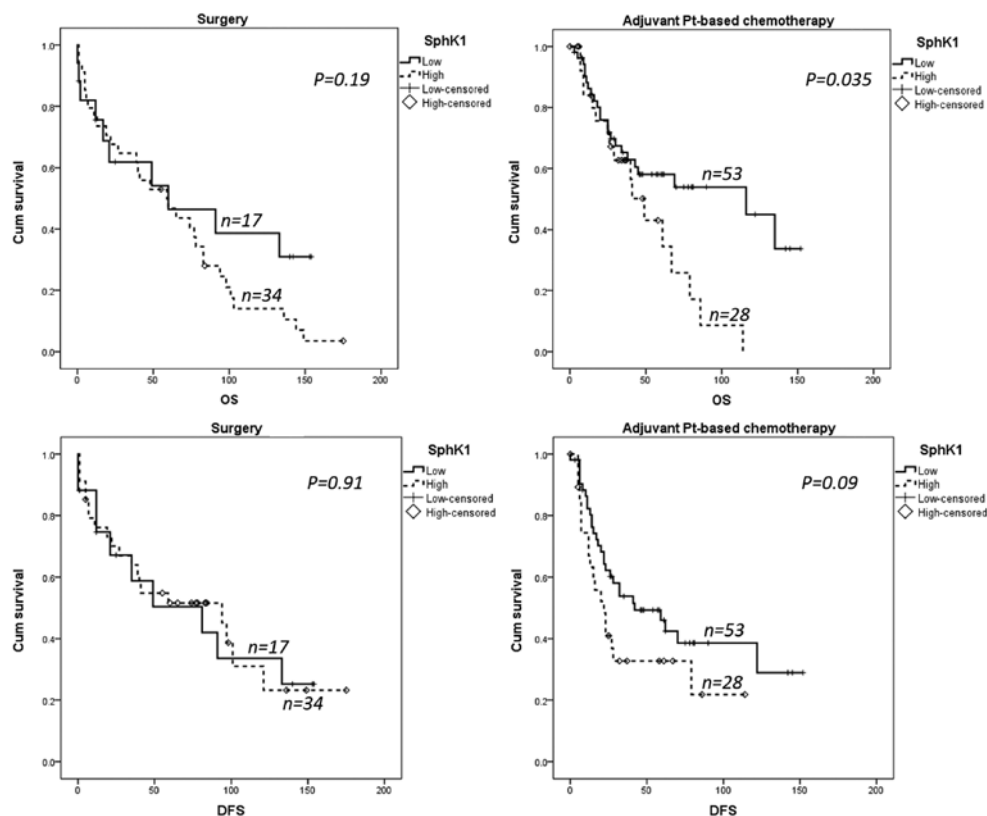 Surgery
SphK1
Low
High
Low-censored
High-censored
P=0.19
n=17
n=34
Cum survival
1.0
0.8
0.6
0.4
0.2
0.0
0 50 100 150 200
OS
Adjuvant Pt-based chemotherapy
SphK1
Low
High
Low-censored
High-censored
P=0.035
n=53
n=28
Cum survival
1.0
0.8
0.6
0.4
0.2
0.0
0 50 100 150 200
OS
Surgery
SphK1
Low
High
Low-censored
High-censored
P=0.91
n=17
n=34
Cum survival
1.0
0.8
0.6
0.4
0.2
0.0
0 50 100 150 200
DFS
Adjuvant Pt-based chemotherapy
SphK1
Low
High
Low-censored
High-censored
P=0.09
n=53
n=28
Cum survival
1.0
0.8
0.6
0.4
0.2
0.0
0 50 100 150 200
DFS